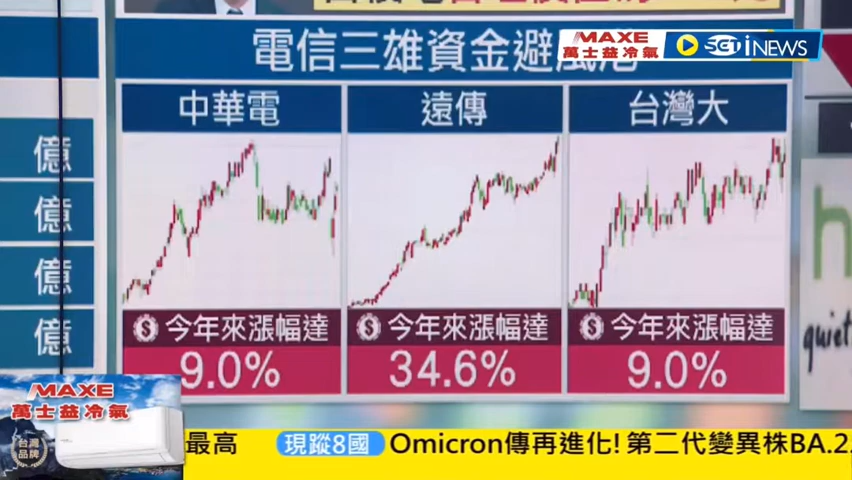 MAXE
萬士益冷氣
SETn iNEWS
電信三雄資金避風港
中華電
遠傳
台灣大
億
億
億
億
$ 今年來漲幅達
9.0%
$ 今年來漲幅達
34.6%
$ 今年來漲幅達
9.0%
h
quiet
MAXE
萬士益冷氣
台灣
品牌
最高
現蹤8國
Omicron傳再進化! 第二代變異株BA.2.